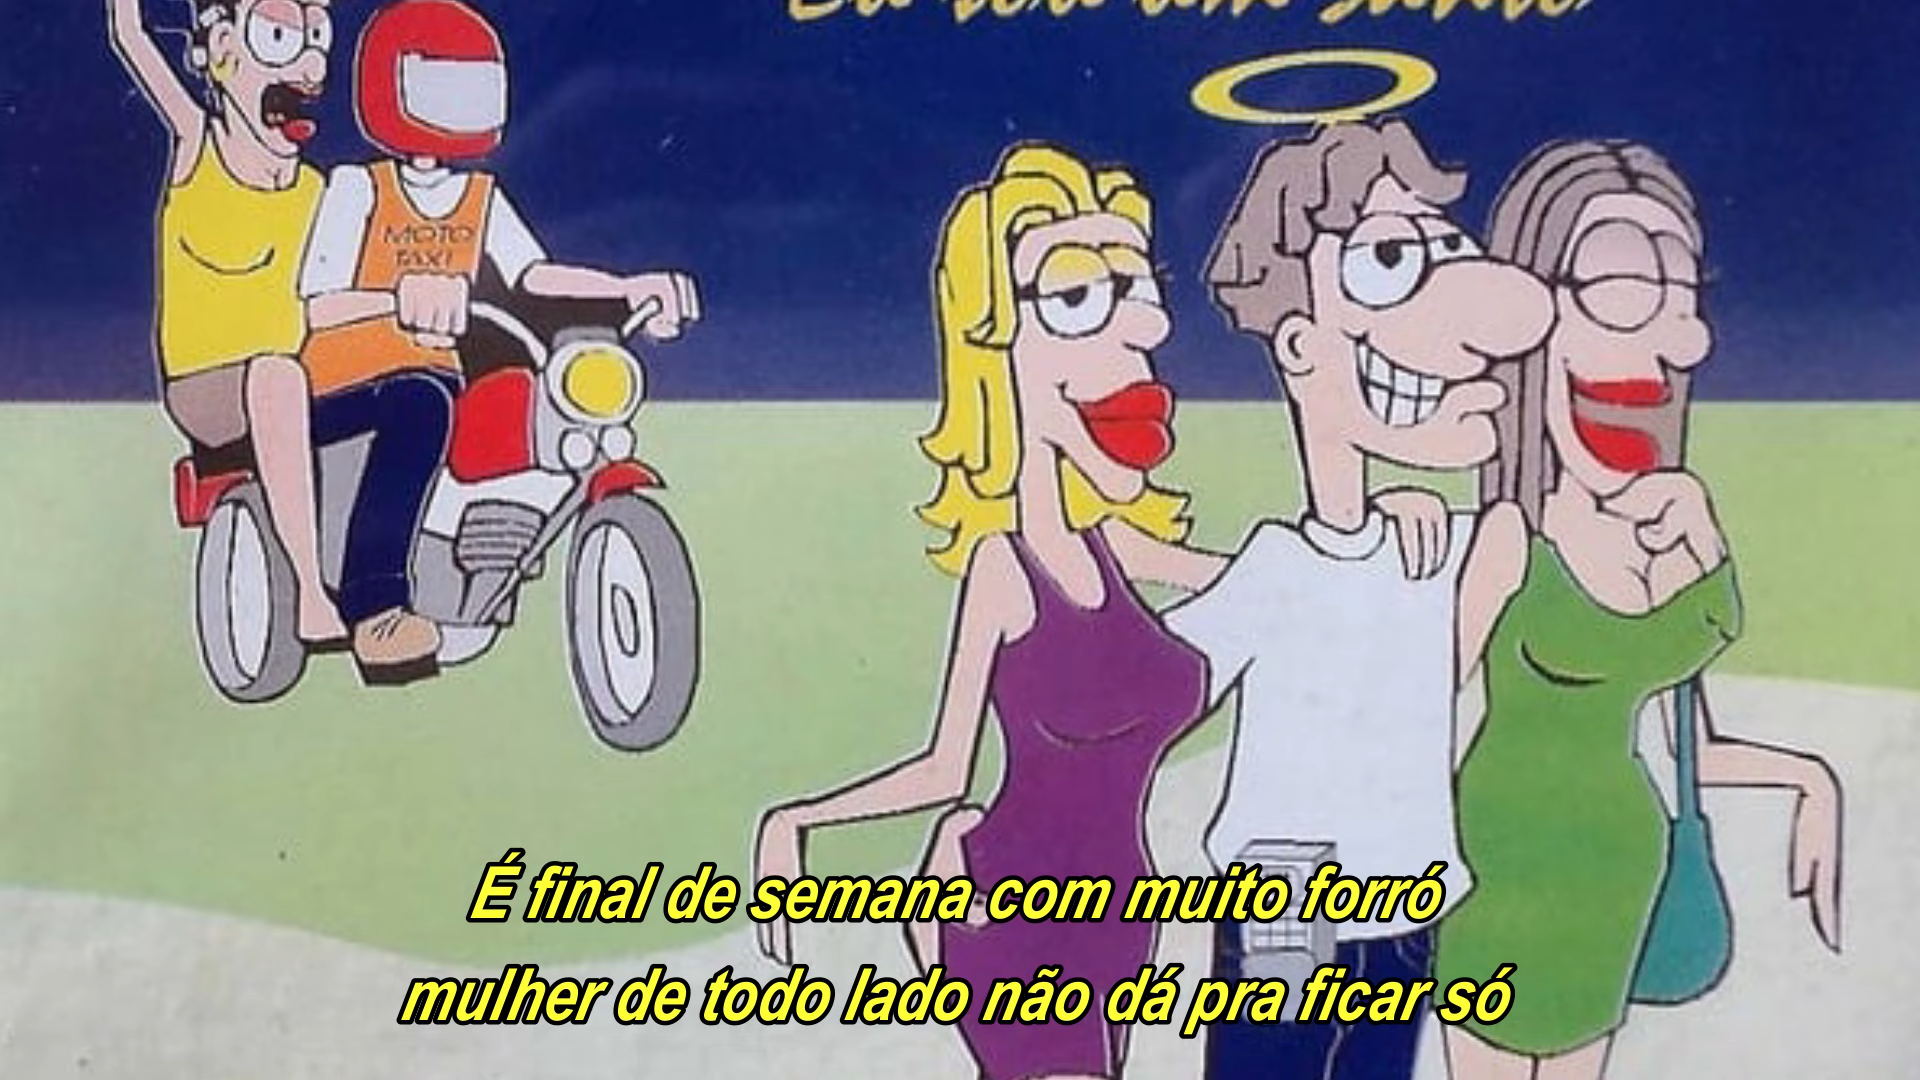 MOTO
TAXI
É final de semana com muito forró
mulher de todo lado não dá pra ficar só